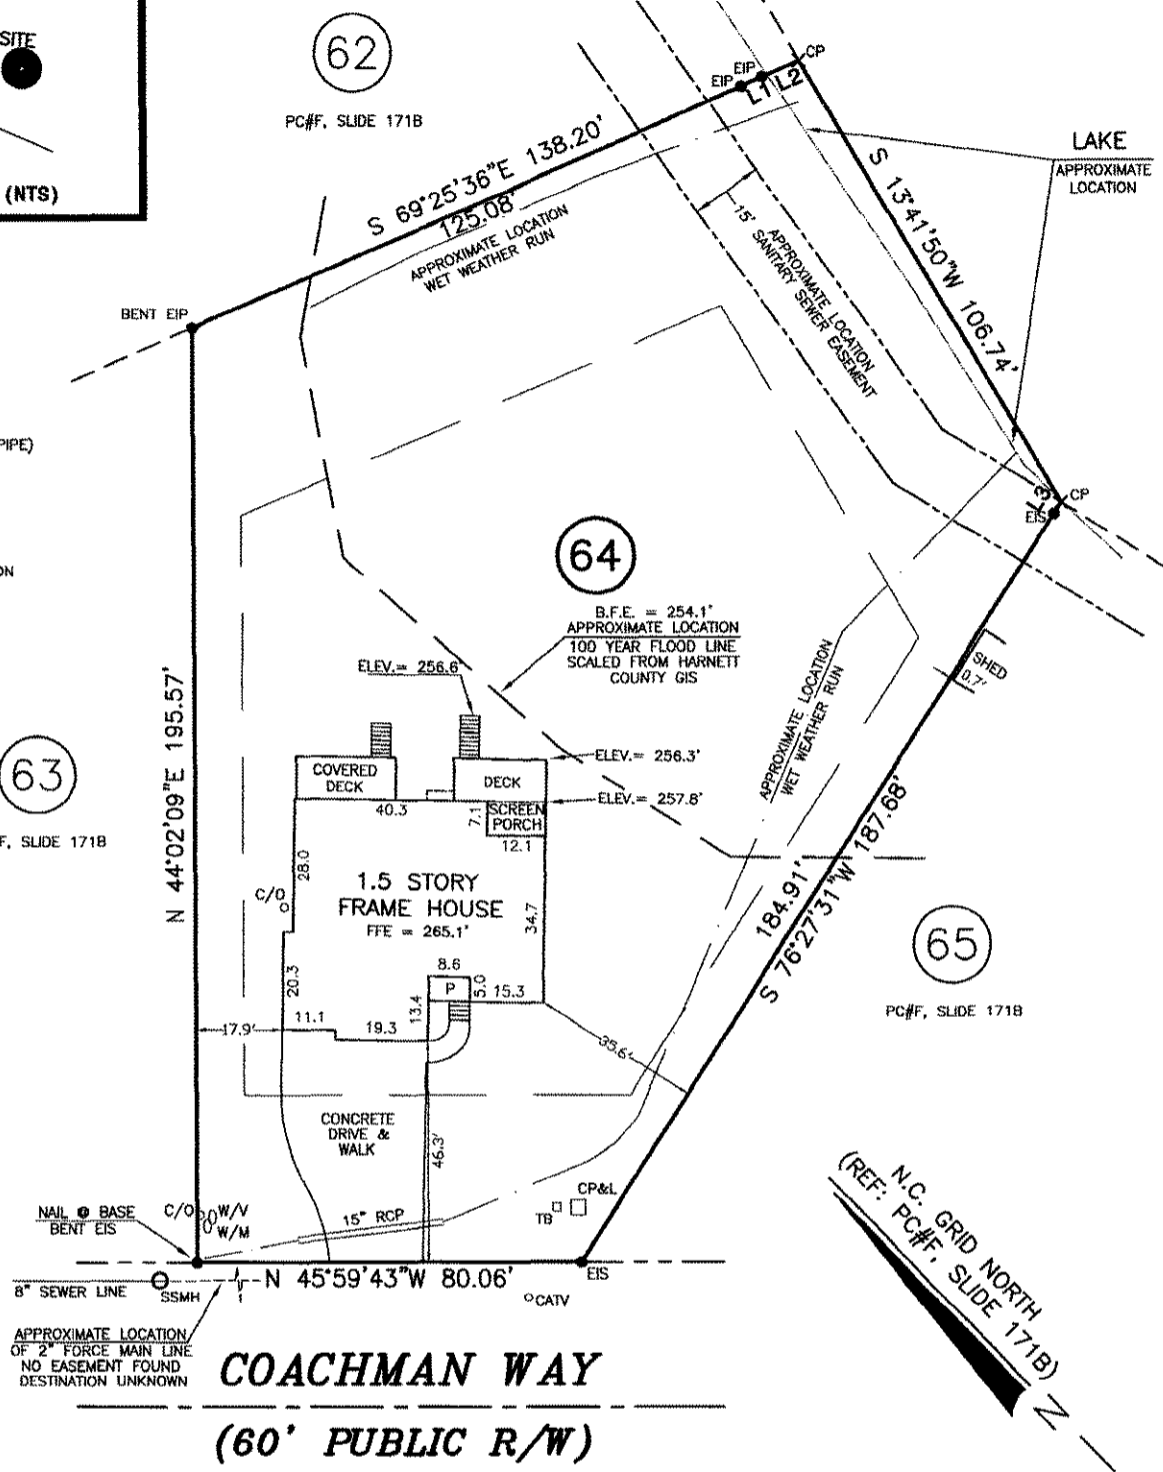 SITE
(NTS)
62
PC#F, SLIDE 171B
EIP
EIP
CP
L1
L2
S 69°25'36"E 138.20'
125.08'
APPROXIMATE LOCATION
WET WEATHER RUN
LAKE
APPROXIMATE
LOCATION
S 13°41'50"W 106.74'
APPROXIMATE LOCATION
15' SANITARY SEWER EASEMENT
BENT EIP
PIPE)
ON
CP
L3
EIS
64
B.F.E. = 254.1'
APPROXIMATE LOCATION
100 YEAR FLOOD LINE
SCALED FROM HARNETT
COUNTY GIS
SHED
0.7'
APPROXIMATE LOCATION
WET WEATHER RUN
ELEV.= 256.6'
N 44°02'09"E 195.57'
63
F, SLIDE 171B
COVERED
DECK
DECK
ELEV.= 256.3'
ELEV.= 257.8'
40.3
7.1
SCREEN
PORCH
12.1
28.0
C/O
1.5 STORY
FRAME HOUSE
FFE = 265.1'
34.7
184.91'
S 76°27'31"W 187.68'
65
PC#F, SLIDE 171B
8.6
P
5.0
15.3
20.3
13.4
11.1
19.3
17.9'
35.6'
CONCRETE
DRIVE &
WALK
46.3'
NAIL @ BASE
BENT EIS
C/O
W/V
W/M
15" RCP
CP&L
TB
N 45°59'43"W 80.06'
EIS
8" SEWER LINE
SSMH
CATV
APPROXIMATE LOCATION
OF 2" FORCE MAIN LINE
NO EASEMENT FOUND
DESTINATION UNKNOWN
N.C. GRID NORTH
(REF: PC#F, SLIDE 171B)
N
COACHMAN WAY
(60' PUBLIC R/W)